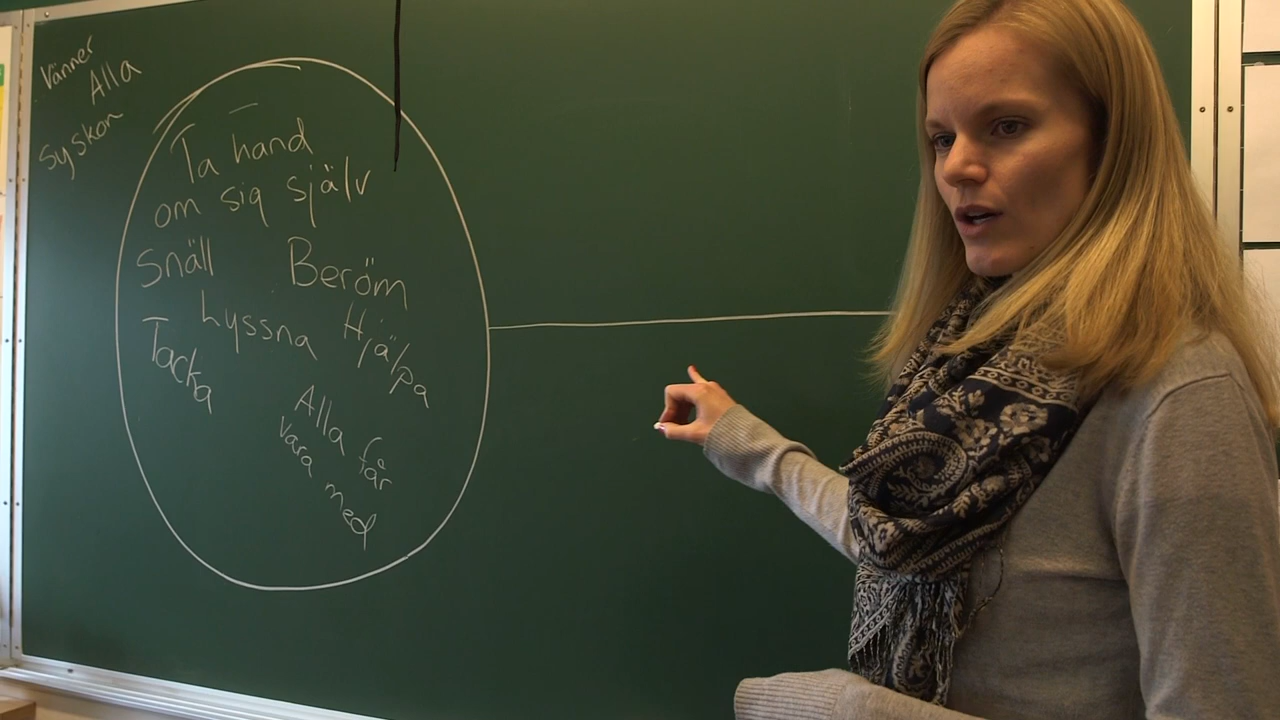 Vänner
Alla
Syskon
Ta hand
om sig själv
Snäll Beröm
Lyssna Hjälpa
Tacka
Alla får
vara med